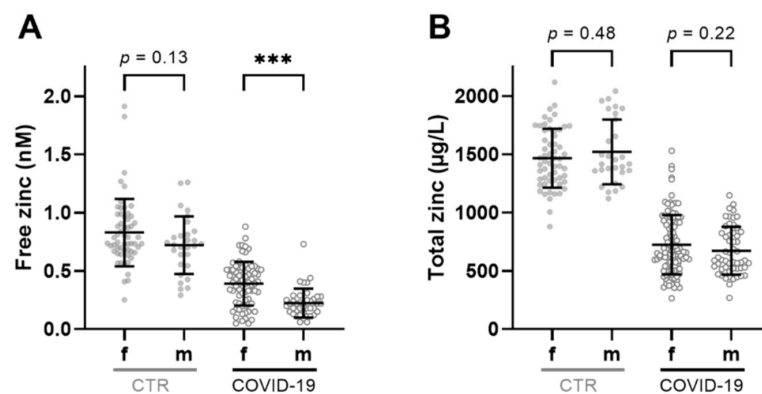 A
p = 0.13
***
Free zinc (nM)
2.0
1.5
1.0
0.5
0.0
f
m
f
m
CTR
COVID-19
B
p = 0.48
p = 0.22
Total zinc (µg/L)
2000
1500
1000
500
0
f
m
f
m
CTR
COVID-19